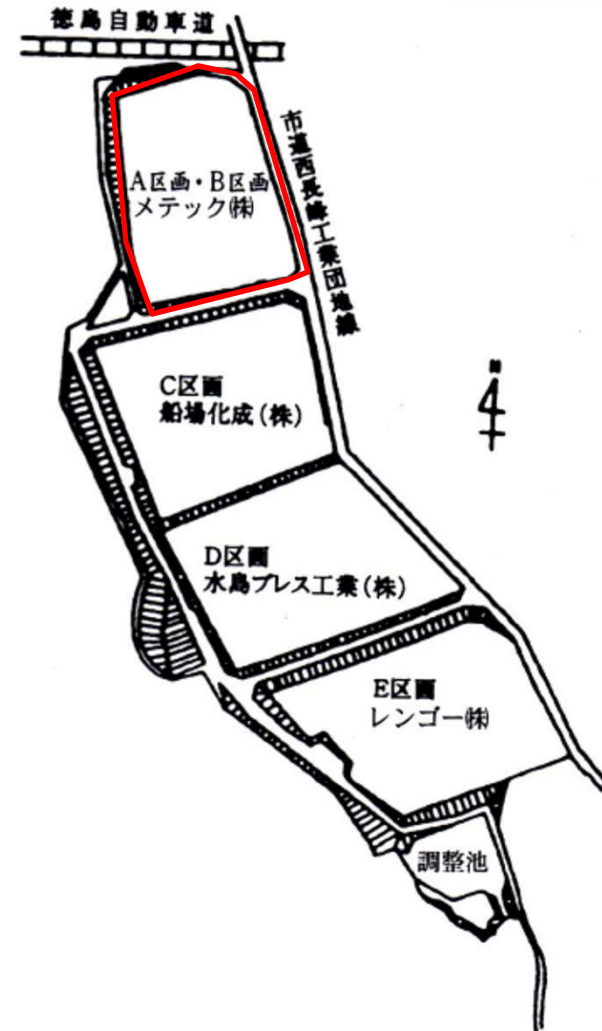 徳島自動車道
市道西長峰工業団地線
A区画・B区画
メテック(株)
C区画
船場化成(株)
D区画
水島プレス工業(株)
E区画
レンゴー(株)
調整池